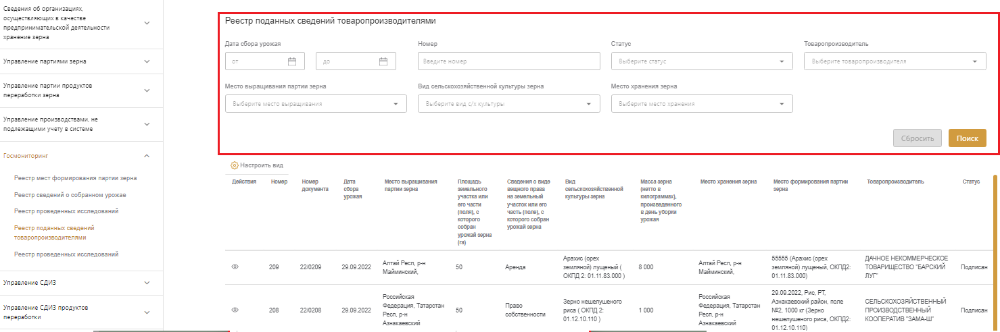 Сведения об организациях,
осуществляющих в качестве
предпринимательской деятельности
хранение зерна
Управление партиями зерна
Управление партии продуктов
переработки зерна
Управление производствами, не
подлежащими учету в системе
Госмониторинг
Реестр мест формирования партии зерна
Реестр сведений о собранном урожае
Реестр проведенных исследований
Реестр поданных сведений
товаропроизводителями
Реестр проведенных исследований
Управление СДИЗ
Управление СДИЗ продуктов
переработки
Реестр поданных сведений товаропроизводителями
Дата сбора урожая
Номер
Статус
Товаропроизводитель
от
до
Введите номер
Выберите статус
Выберите товаропроизводителя
Место выращивания партии зерна
Вид сельскохозяйственной культуры зерна
Место хранения зерна
Выберите место выращивания
Выберите вид с/х культуры
Выберите место хранения
Сбросить
Поиск
Настроить вид
Действия
Номер
Номер
документа
Дата
сбора
урожая
Место выращивания
партии зерна
Площадь
земельного
участка или
его части
(поля), с
которого
собран
урожай зерна
(га)
Сведения о виде
вещного права
на земельный
участок или его
часть (поле), с
которого собран
урожай зерна
Вид
сельскохозяйственной
культуры зерна
Масса зерна
(нетто в
килограммах),
произведенного
в день уборки
урожая
Место хранения зерна
Место формирования партии
зерна
Товаропроизводитель
Статус
209
22/0209
29.09.2022
Алтай Респ, р-н
Майминский,
50
Аренда
Арахис (орех
земляной) лущеный (
ОКПД 2: 01.11.83.000 )
8 000
Алтай Респ, р-н
Майминский,
55555 (Арахис (орех
земляной) лущеный, ОКПД2:
01.11.83.000)
ДАЧНОЕ НЕКОММЕРЧЕСКОЕ
ТОВАРИЩЕСТВО "БАРСКИЙ
ЛУГ"
Подписан
208
22/0208
29.09.2022
Российская
Федерация, Татарстан
Респ, р-н
Азнакаевский
50
Право
собственности
Зерно нешелушеного
риса ( ОКПД 2:
01.12.10.110 )
1 000
Российская
Федерация, Татарстан
Респ, р-н
Азнакаевский
29.09.2022, Рис, РТ,
Азнакаевский район, поле
№2, 1000 кг (Зерно
нешелушеного риса, ОКПД2:
01.12.10.110)
СЕЛЬСКОХОЗЯЙСТВЕННЫЙ
ПРОИЗВОДСТВЕННЫЙ
КООПЕРАТИВ "ЗАМА-Ш"
Подписан